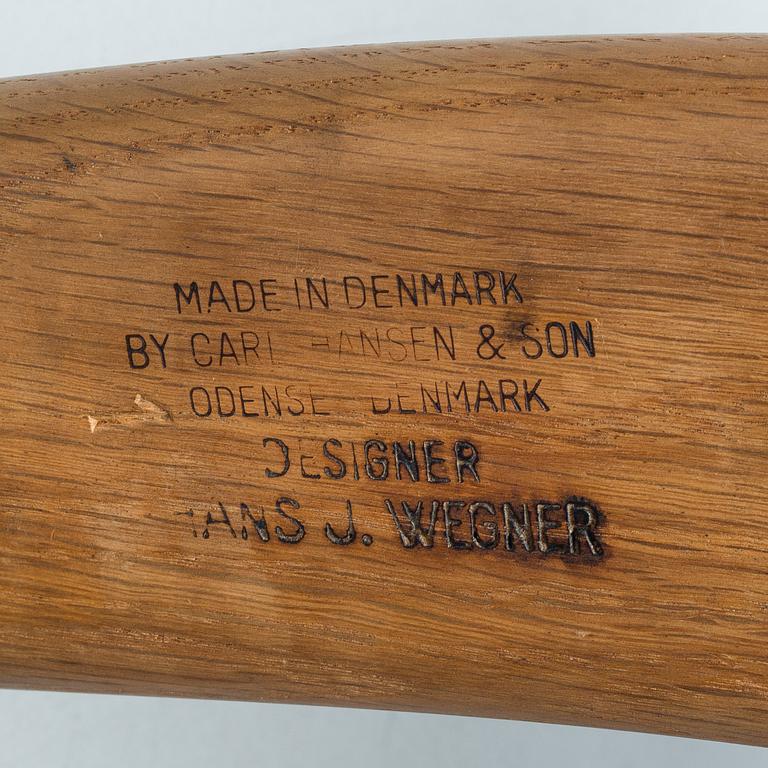 MADE IN DENMARK
BY CARL HANSEN & SON
ODENSE DENMARK
DESIGNER
HANS J. WEGNER